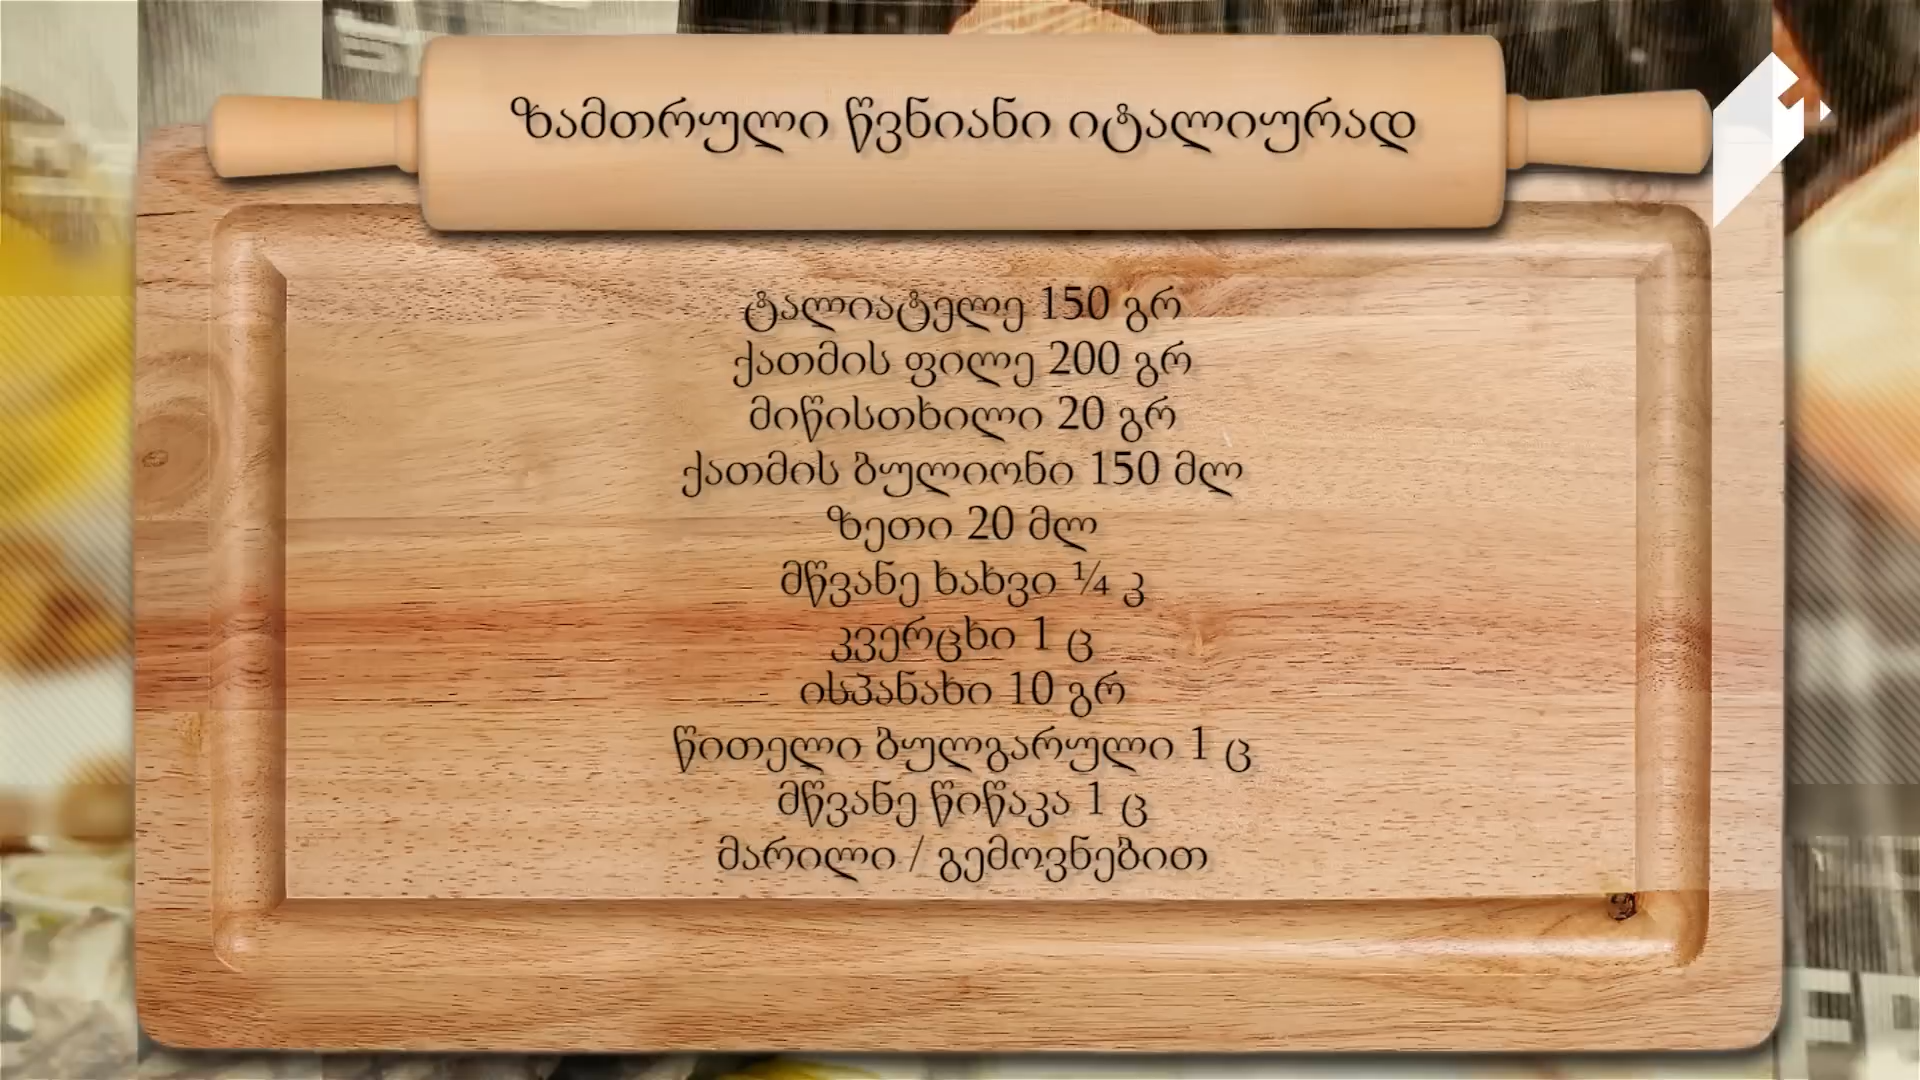 ზამთრული წვნიანი იტალიურად
ტალიატელე 150 გრ
ქათმის ფილე 200 გრ
მიწისთხილი 20 გრ
ქათმის ბულიონი 150 მლ
ზეთი 20 მლ
მწვანე ხახვი ¼ კ
კვერცხი 1 ც
ისპანახი 10 გრ
წითელი ბულგარული 1 ც
მწვანე წიწაკა 1 ც
მარილი / გემოვნებით